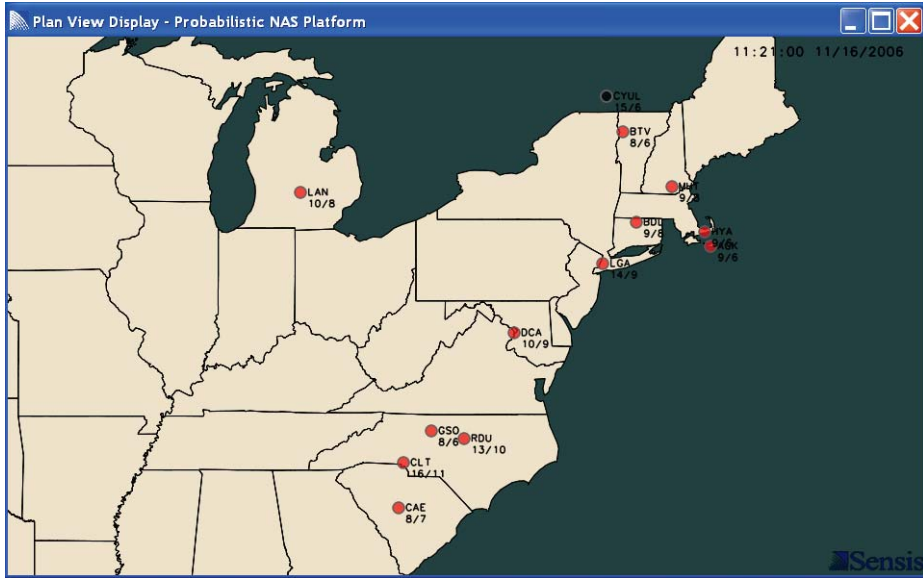 Plan View Display - Probabilistic NAS Platform
11:21:00 11/16/2006
CYUL
15/6
BTV
8/6
LAN
10/8
MHT
BDL
9/8
HYA
ACK
9/6
LGA
14/9
DCA
10/9
GSO
8/6
RDU
13/10
CLT
16/11
CAE
8/7
Sensis